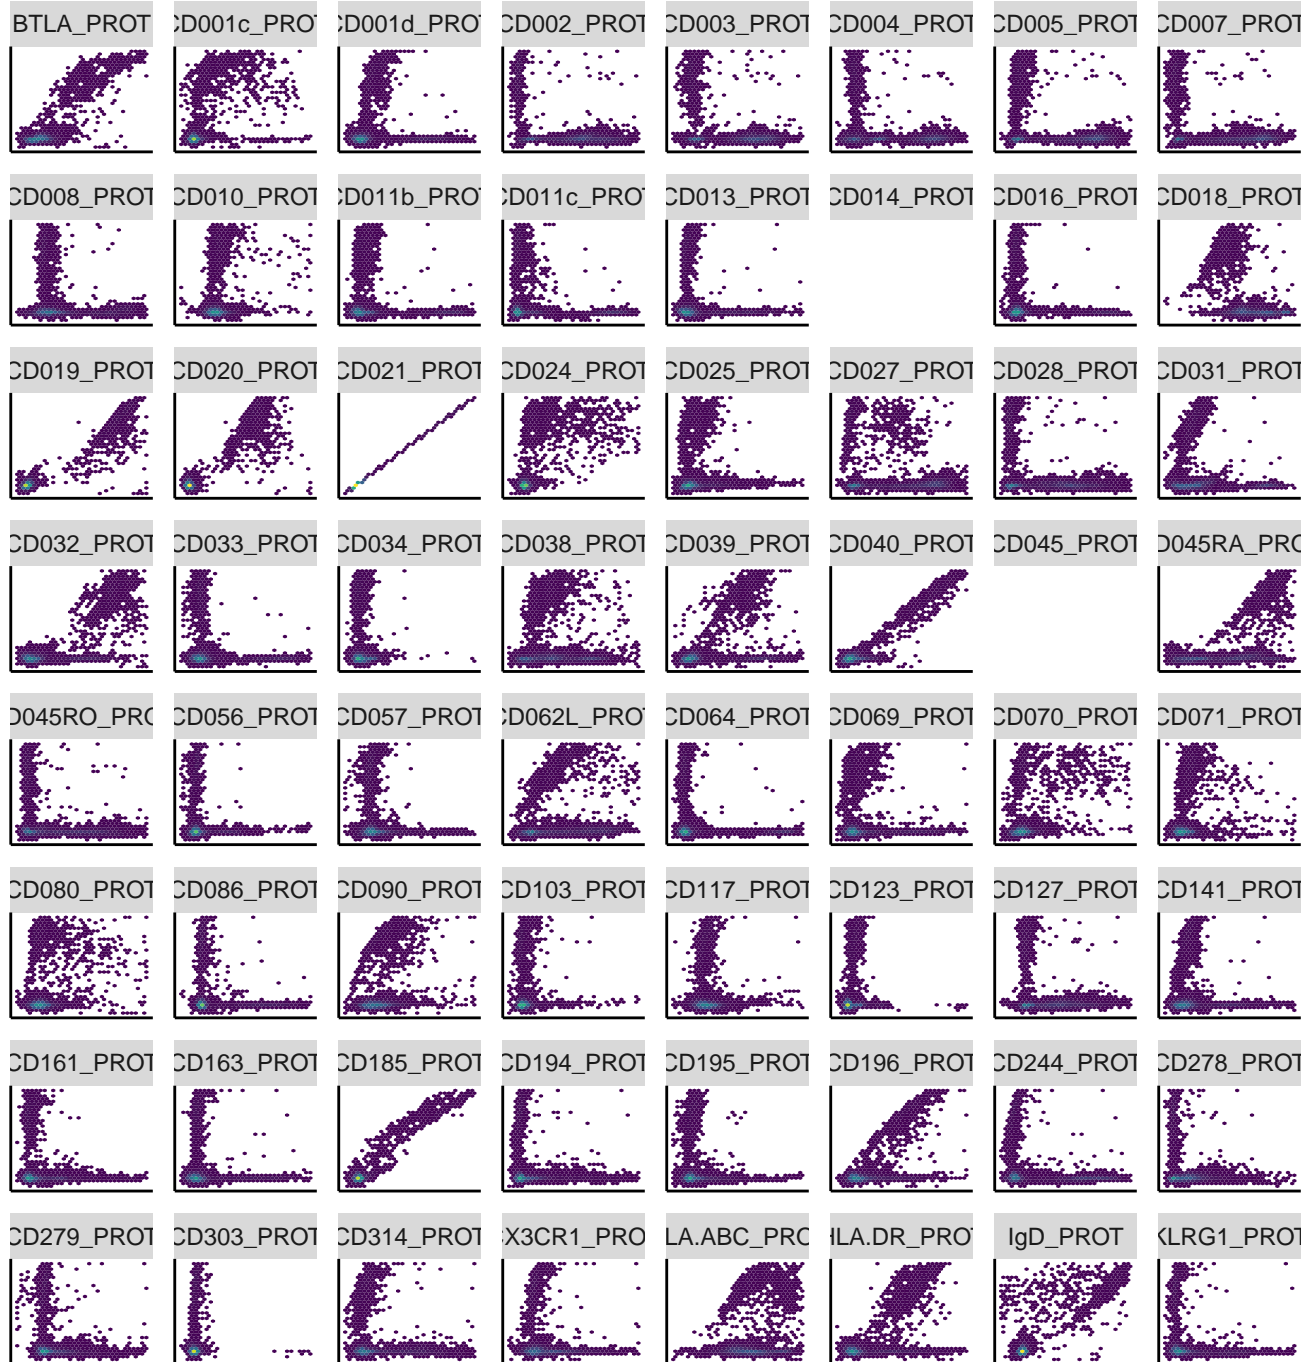 BTLA_PROT CD001c_PROT CD001d_PROT CD002_PROT CD003_PROT CD004_PROT CD005_PROT CD007_PROT
CD008_PROT CD010_PROT CD011b_PROT CD011c_PROT CD013_PROT CD014_PROT CD016_PROT CD018_PROT
CD019_PROT CD020_PROT CD021_PROT CD024_PROT CD025_PROT CD027_PROT CD028_PROT CD031_PROT
CD032_PROT CD033_PROT CD034_PROT CD038_PROT CD039_PROT CD040_PROT CD045_PROT D045RA_PRO
D045RO_PRO CD056_PROT CD057_PROT CD062L_PROT CD064_PROT CD069_PROT CD070_PROT CD071_PROT
CD080_PROT CD086_PROT CD090_PROT CD103_PROT CD117_PROT CD123_PROT CD127_PROT CD141_PROT
CD161_PROT CD163_PROT CD185_PROT CD194_PROT CD195_PROT CD196_PROT CD244_PROT CD278_PROT
CD279_PROT CD303_PROT CD314_PROT CX3CR1_PRO LA.ABC_PRO HLA.DR_PROT IgD_PROT KLRG1_PROT